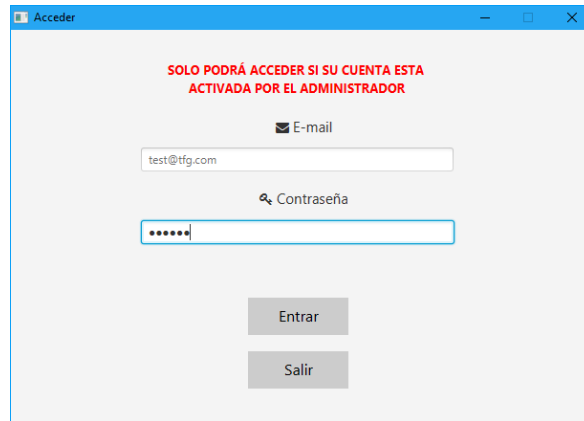 Acceder
SOLO PODRÁ ACCEDER SI SU CUENTA ESTA
ACTIVADA POR EL ADMINISTRADOR
E-mail
test@tfg.com
Contraseña
••••••
Entrar
Salir